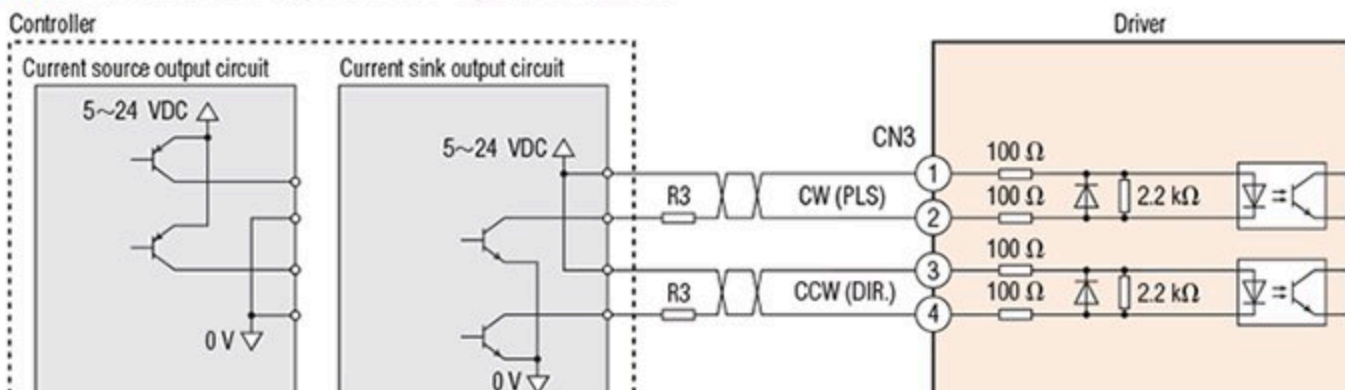 Controller
Driver
Current source output circuit
Current sink output circuit
5~24 VDC
5~24 VDC
CN3
100 Ω
1
R3
CW (PLS)
100 Ω
2.2 kΩ
2
100 Ω
3
R3
CCW (DIR.)
100 Ω
2.2 kΩ
4
0 V
0 V